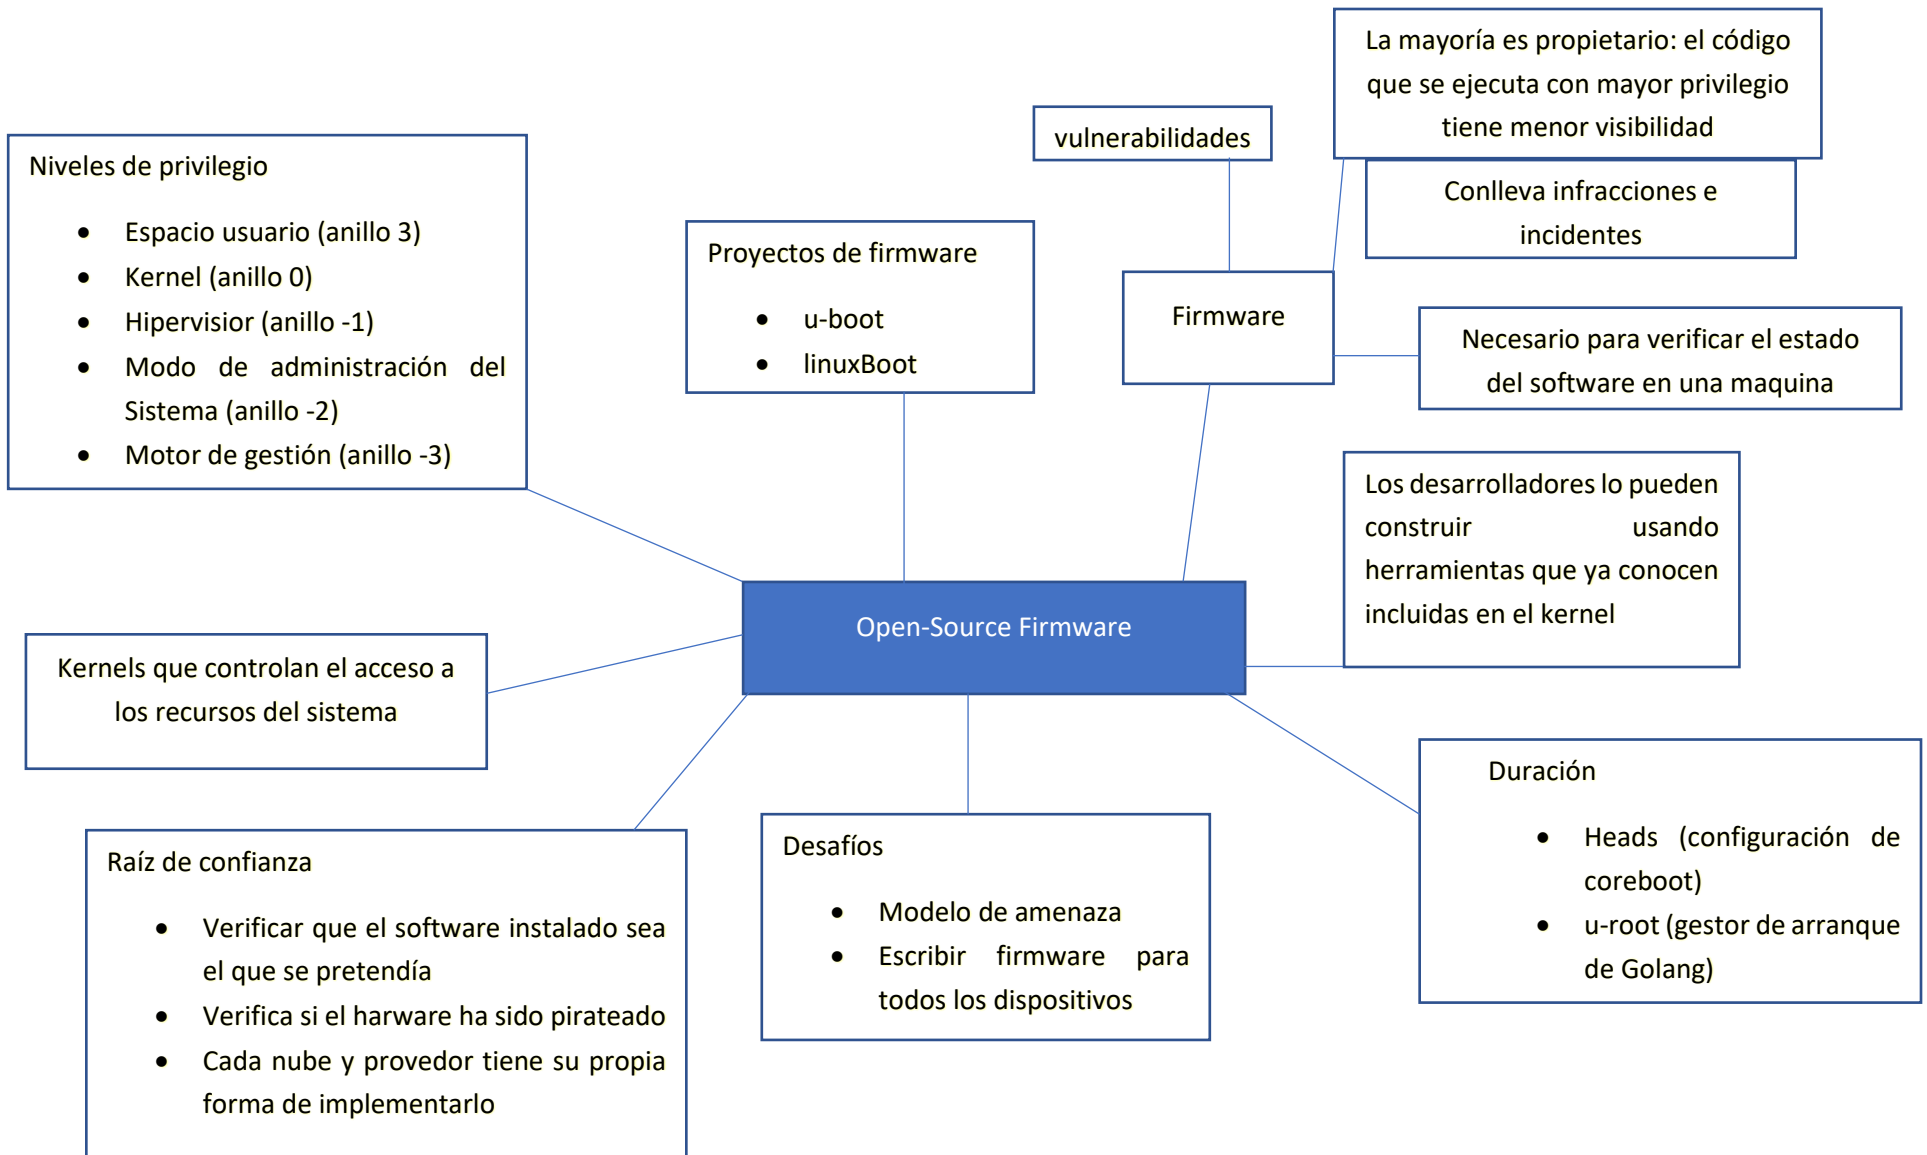 La mayoría es propietario: el código
que se ejecuta con mayor privilegio
tiene menor visibilidad
vulnerabilidades
Conlleva infracciones e
incidentes
Niveles de privilegio
• Espacio usuario (anillo 3)
• Kernel (anillo 0)
• Hipervisior (anillo -1)
• Modo de administración del
Sistema (anillo -2)
• Motor de gestión (anillo -3)
Proyectos de firmware
• u-boot
• linuxBoot
Firmware
Necesario para verificar el estado
del software en una maquina
Los desarrolladores lo pueden
construir usando
herramientas que ya conocen
incluidas en el kernel
Open-Source Firmware
Kernels que controlan el acceso a
los recursos del sistema
Duración
• Heads (configuración de
coreboot)
• u-root (gestor de arranque
de Golang)
Desafíos
• Modelo de amenaza
• Escribir firmware para
todos los dispositivos
Raíz de confianza
• Verificar que el software instalado sea
el que se pretendía
• Verifica si el harware ha sido pirateado
• Cada nube y provedor tiene su propia
forma de implementarlo